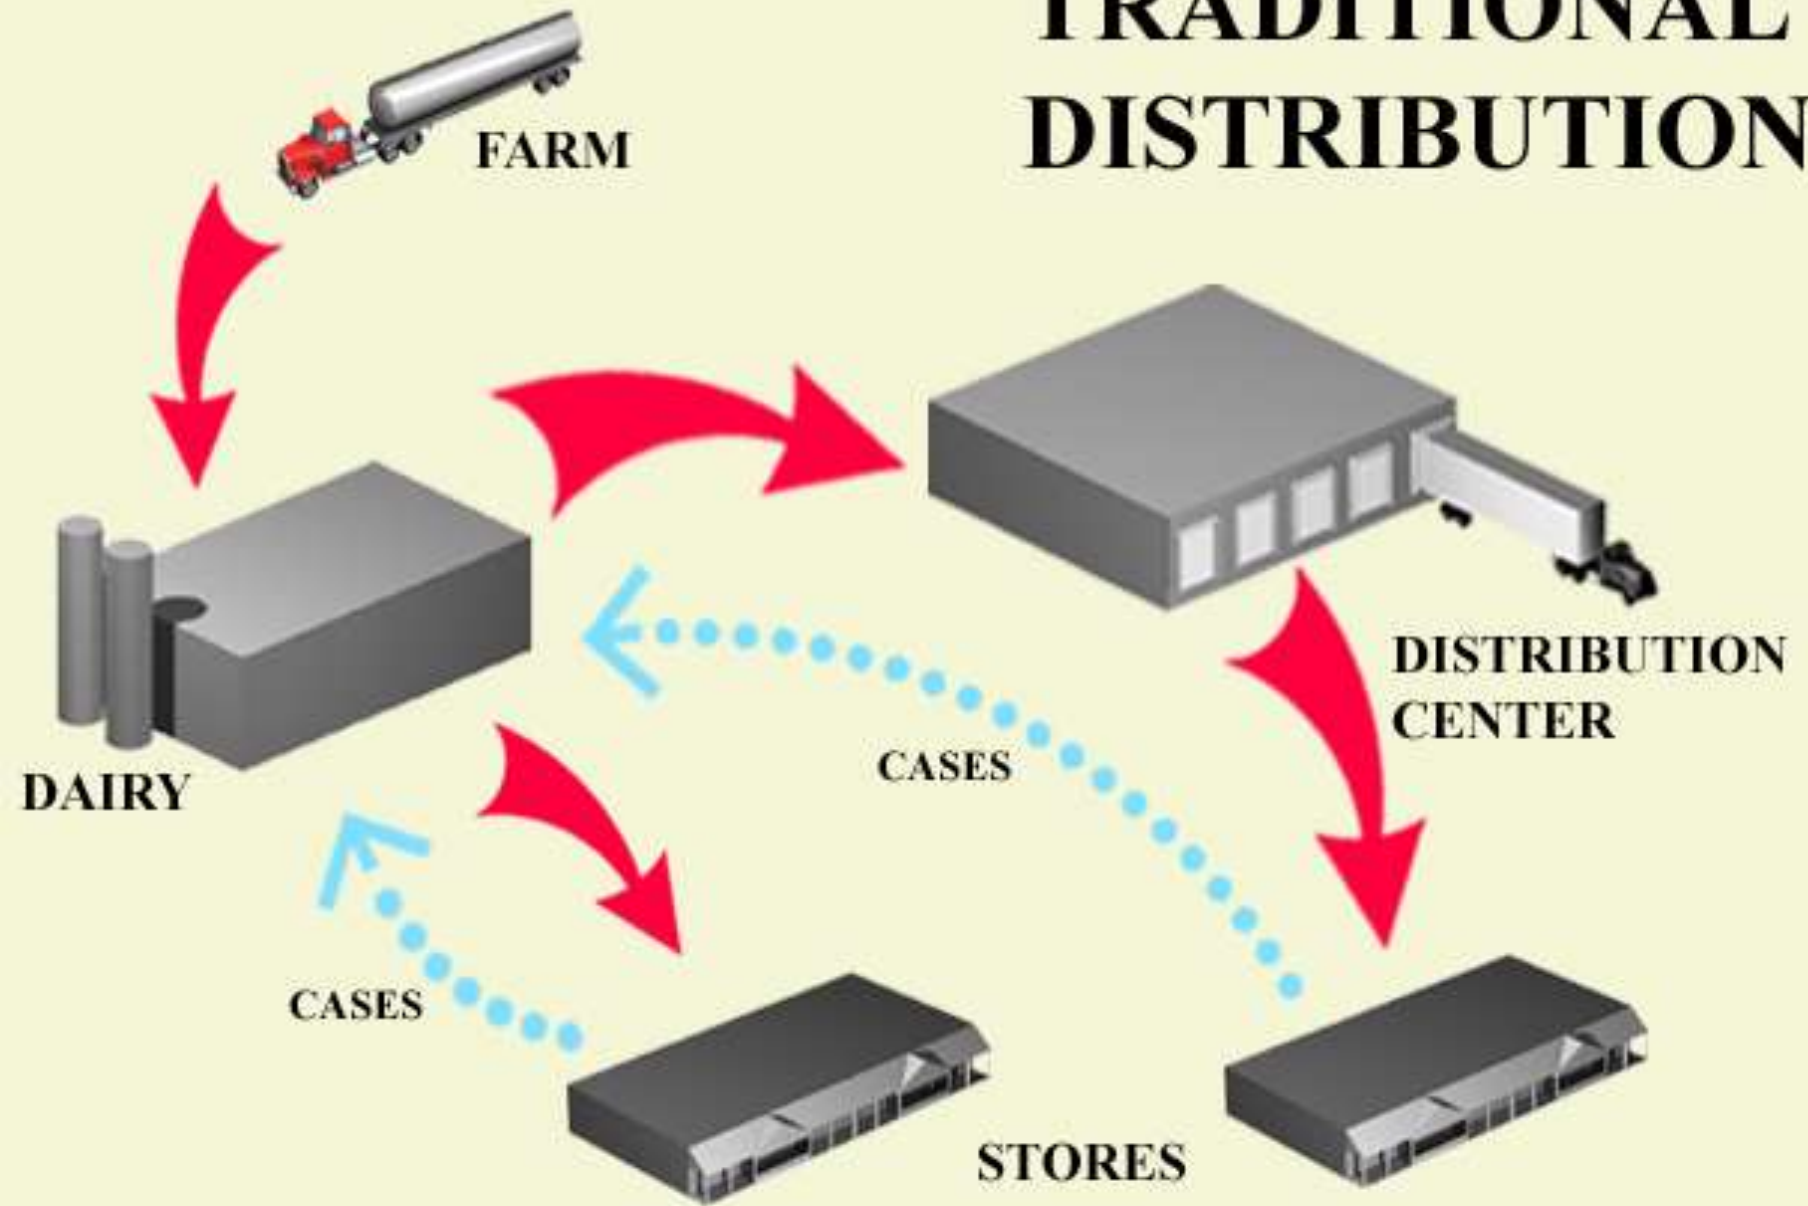 TRADITIONAL
DISTRIBUTION
FARM
DISTRIBUTION
CENTER
CASES
DAIRY
CASES
STORES